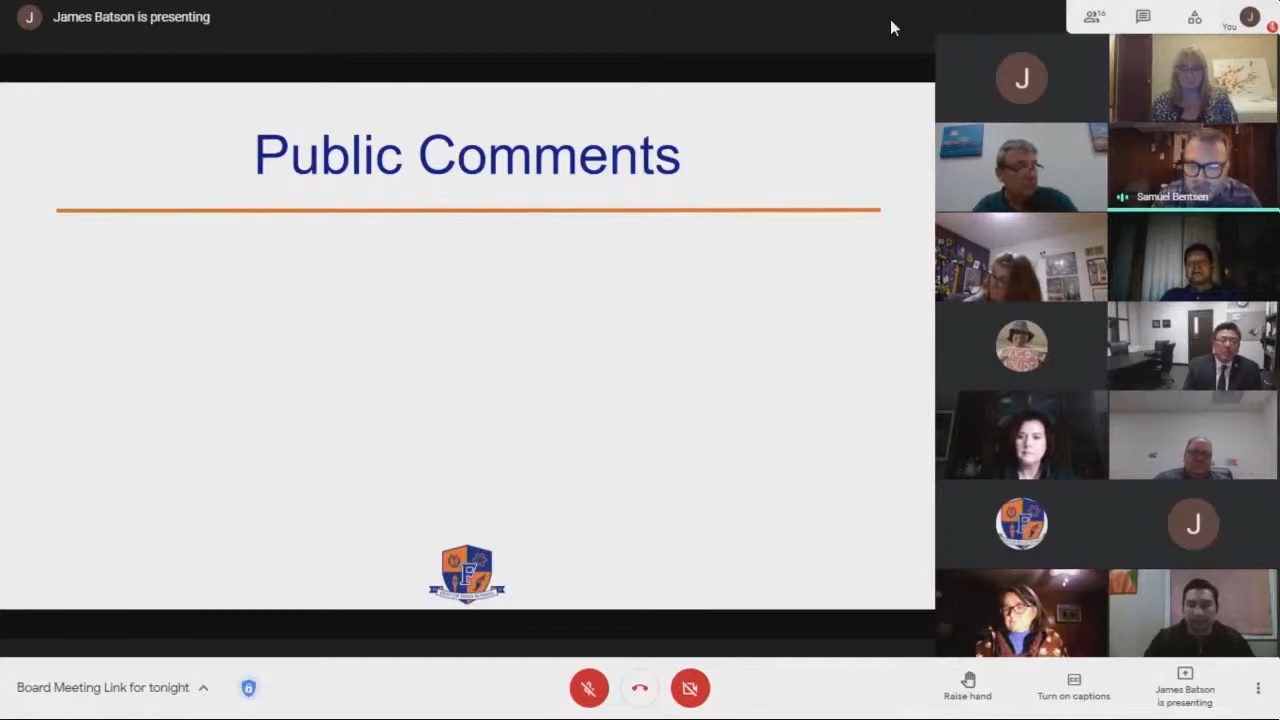 J
James Batson is presenting
16
You
J
J
Public Comments
Samuel Bentsen
F
F
J
Board Meeting Link for tonight
Raise hand
Turn on captions
James Batson
is presenting